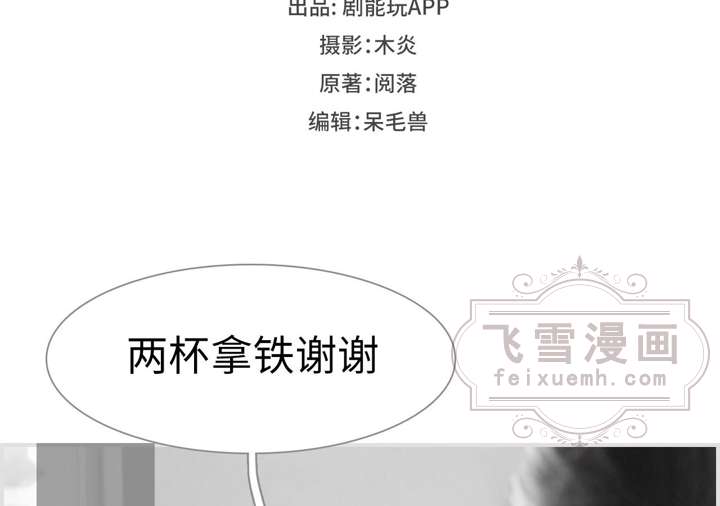 出品: 剧能玩APP
摄影:木炎
原著:阅落
编辑:呆毛兽
两杯拿铁谢谢
飞雪漫画
feixuemh.com